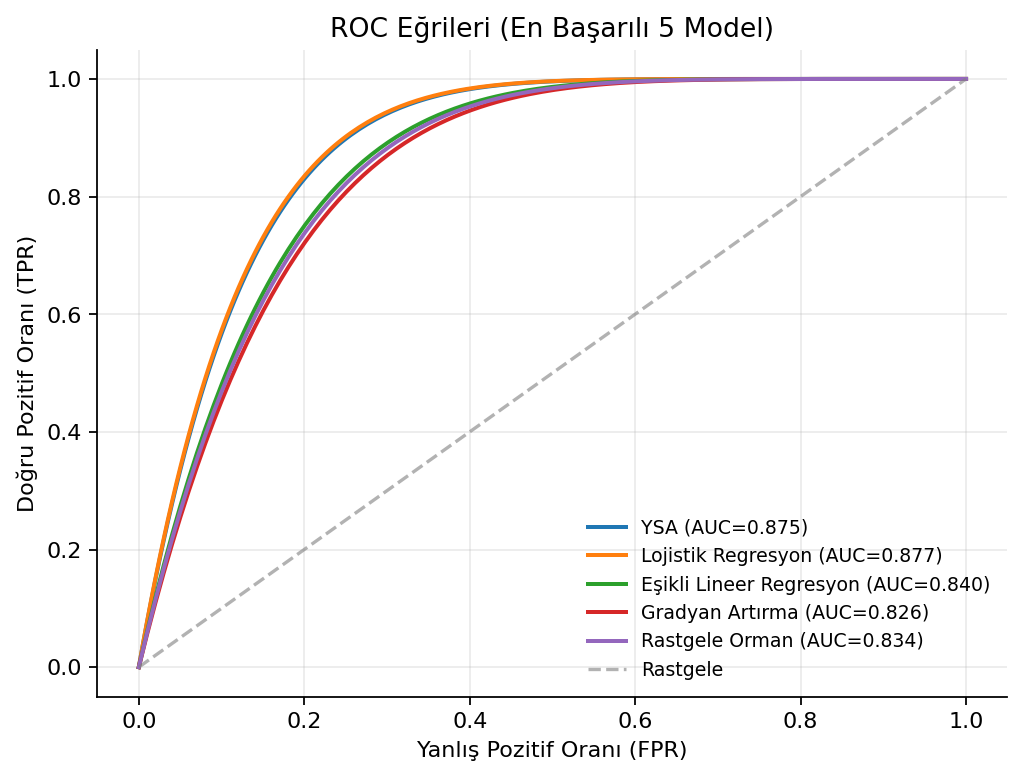 ROC Eğrileri (En Başarılı 5 Model)
Doğru Pozitif Oranı (TPR)
1.0
0.8
0.6
0.4
0.2
0.0
YSA (AUC=0.875)
Lojistik Regresyon (AUC=0.877)
Eşikli Lineer Regresyon (AUC=0.840)
Gradyan Artırma (AUC=0.826)
Rastgele Orman (AUC=0.834)
Rastgele
0.0 0.2 0.4 0.6 0.8 1.0
Yanlış Pozitif Oranı (FPR)